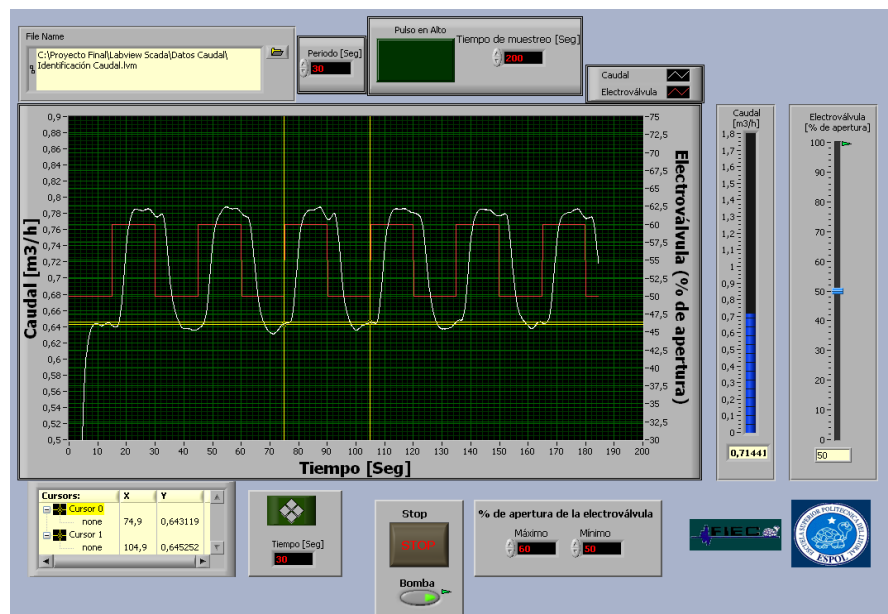 File Name
C:\Proyecto Final\Labview Scada\Datos Caudal\
Identificación Caudal.lvm
Periodo [Seg]
30
Pulso en Alto
Tiempo de muestreo [Seg]
200
Caudal
Electroválvula
Caudal [m3/h]
0,9
0,88
0,86
0,84
0,82
0,8
0,78
0,76
0,74
0,72
0,7
0,68
0,66
0,64
0,62
0,6
0,58
0,56
0,54
0,52
0,5
0 10 20 30 40 50 60 70 80 90 100 110 120 130 140 150 160 170 180 190 200
Tiempo [Seg]
75
72,5
70
67,5
65
62,5
60
57,5
55
52,5
50
47,5
45
42,5
40
37,5
35
32,5
30
Electroválvula (% de apertura)
Caudal
[m3/h]
1,8
1,7
1,6
1,5
1,4
1,3
1,2
1,1
1
0,9
0,8
0,7
0,6
0,5
0,4
0,3
0,2
0,1
0
0,71441
Electroválvula
[% de apertura]
100
90
80
70
60
50
40
30
20
10
0
50
Cursors: X Y
Cursor 0
none 74,9 0,643119
Cursor 1
none 104,9 0,645252
Tiempo [Seg]
30
Stop
STOP
Bomba
% de apertura de la electroválvula
Máximo Mínimo
60 50
FIEC
ESCUELA SUPERIOR POLITECNICA DEL LITORAL
ESPOL